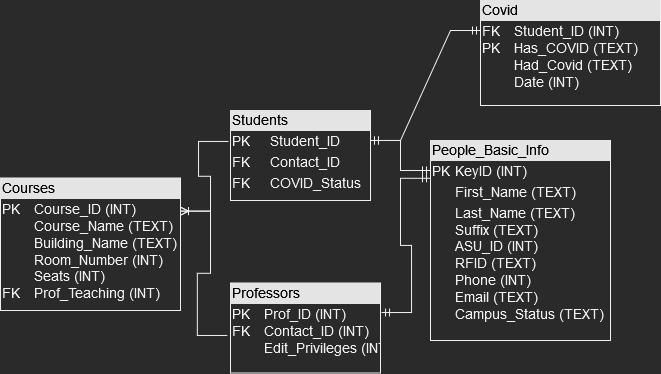 Covid
FK Student_ID (INT)
PK Has_COVID (TEXT)
Had_Covid (TEXT)
Date (INT)
Students
PK Student_ID
FK Contact_ID
FK COVID_Status
People_Basic_Info
PK KeyID (INT)
First_Name (TEXT)
Last_Name (TEXT)
Suffix (TEXT)
ASU_ID (INT)
RFID (TEXT)
Phone (INT)
Email (TEXT)
Campus_Status (TEXT)
Courses
PK Course_ID (INT)
Course_Name (TEXT)
Building_Name (TEXT)
Room_Number (INT)
Seats (INT)
FK Prof_Teaching (INT)
Professors
PK Prof_ID (INT)
FK Contact_ID (INT)
Edit_Privileges (IN